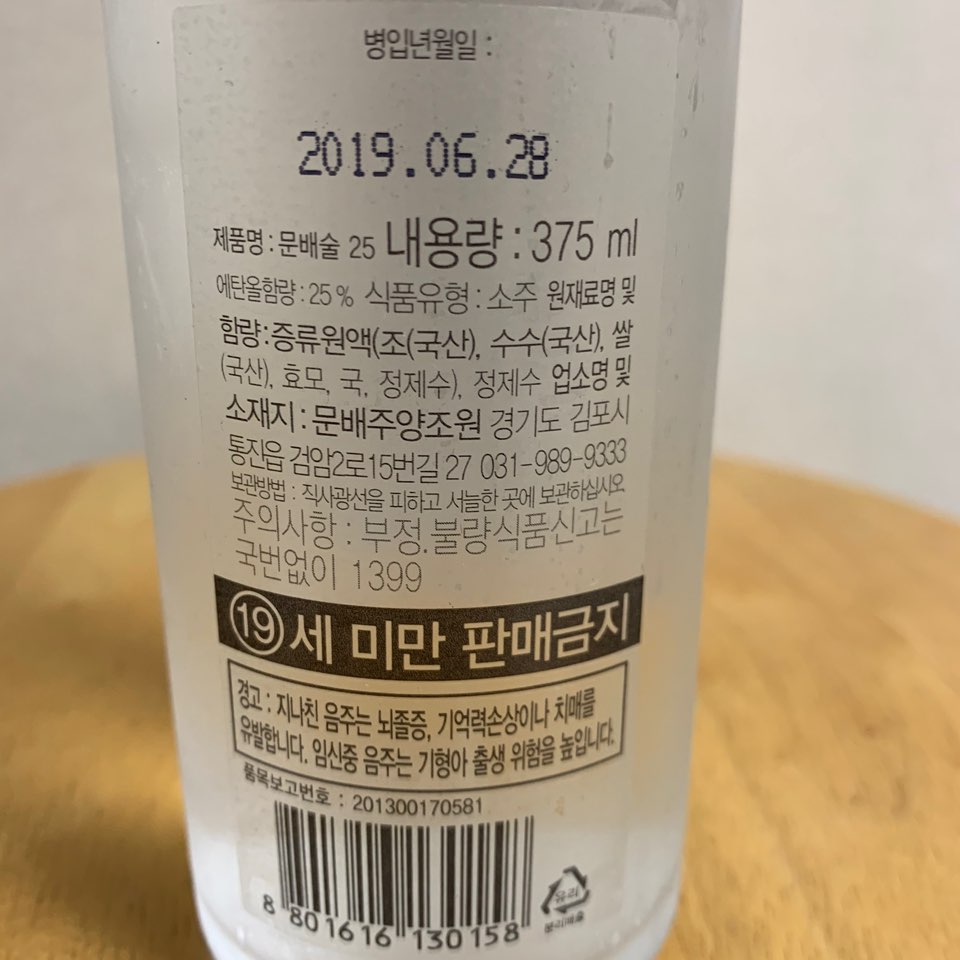 병입년월일 :
2019.06.28
제품명 : 문배술 25 내용량 : 375 ml
에탄올함량 : 25% 식품유형 : 소주 원재료명 및
함량 : 증류원액(조(국산), 수수(국산), 쌀
(국산), 효모, 국, 정제수), 정제수 업소명 및
소재지 : 문배주양조원 경기도 김포시
통진읍 검암2로15번길 27 031-989-9333
보관방법 : 직사광선을 피하고 서늘한 곳에 보관하십시오
주의사항 : 부정.불량식품신고는
국번없이 1399
19세 미만 판매금지
경고 : 지나친 음주는 뇌졸증, 기억력손상이나 치매를
유발합니다. 임신중 음주는 기형아 출생 위험을 높입니다.
품목보고번호 : 201300170581
유리
분리배출
8 801616 130158